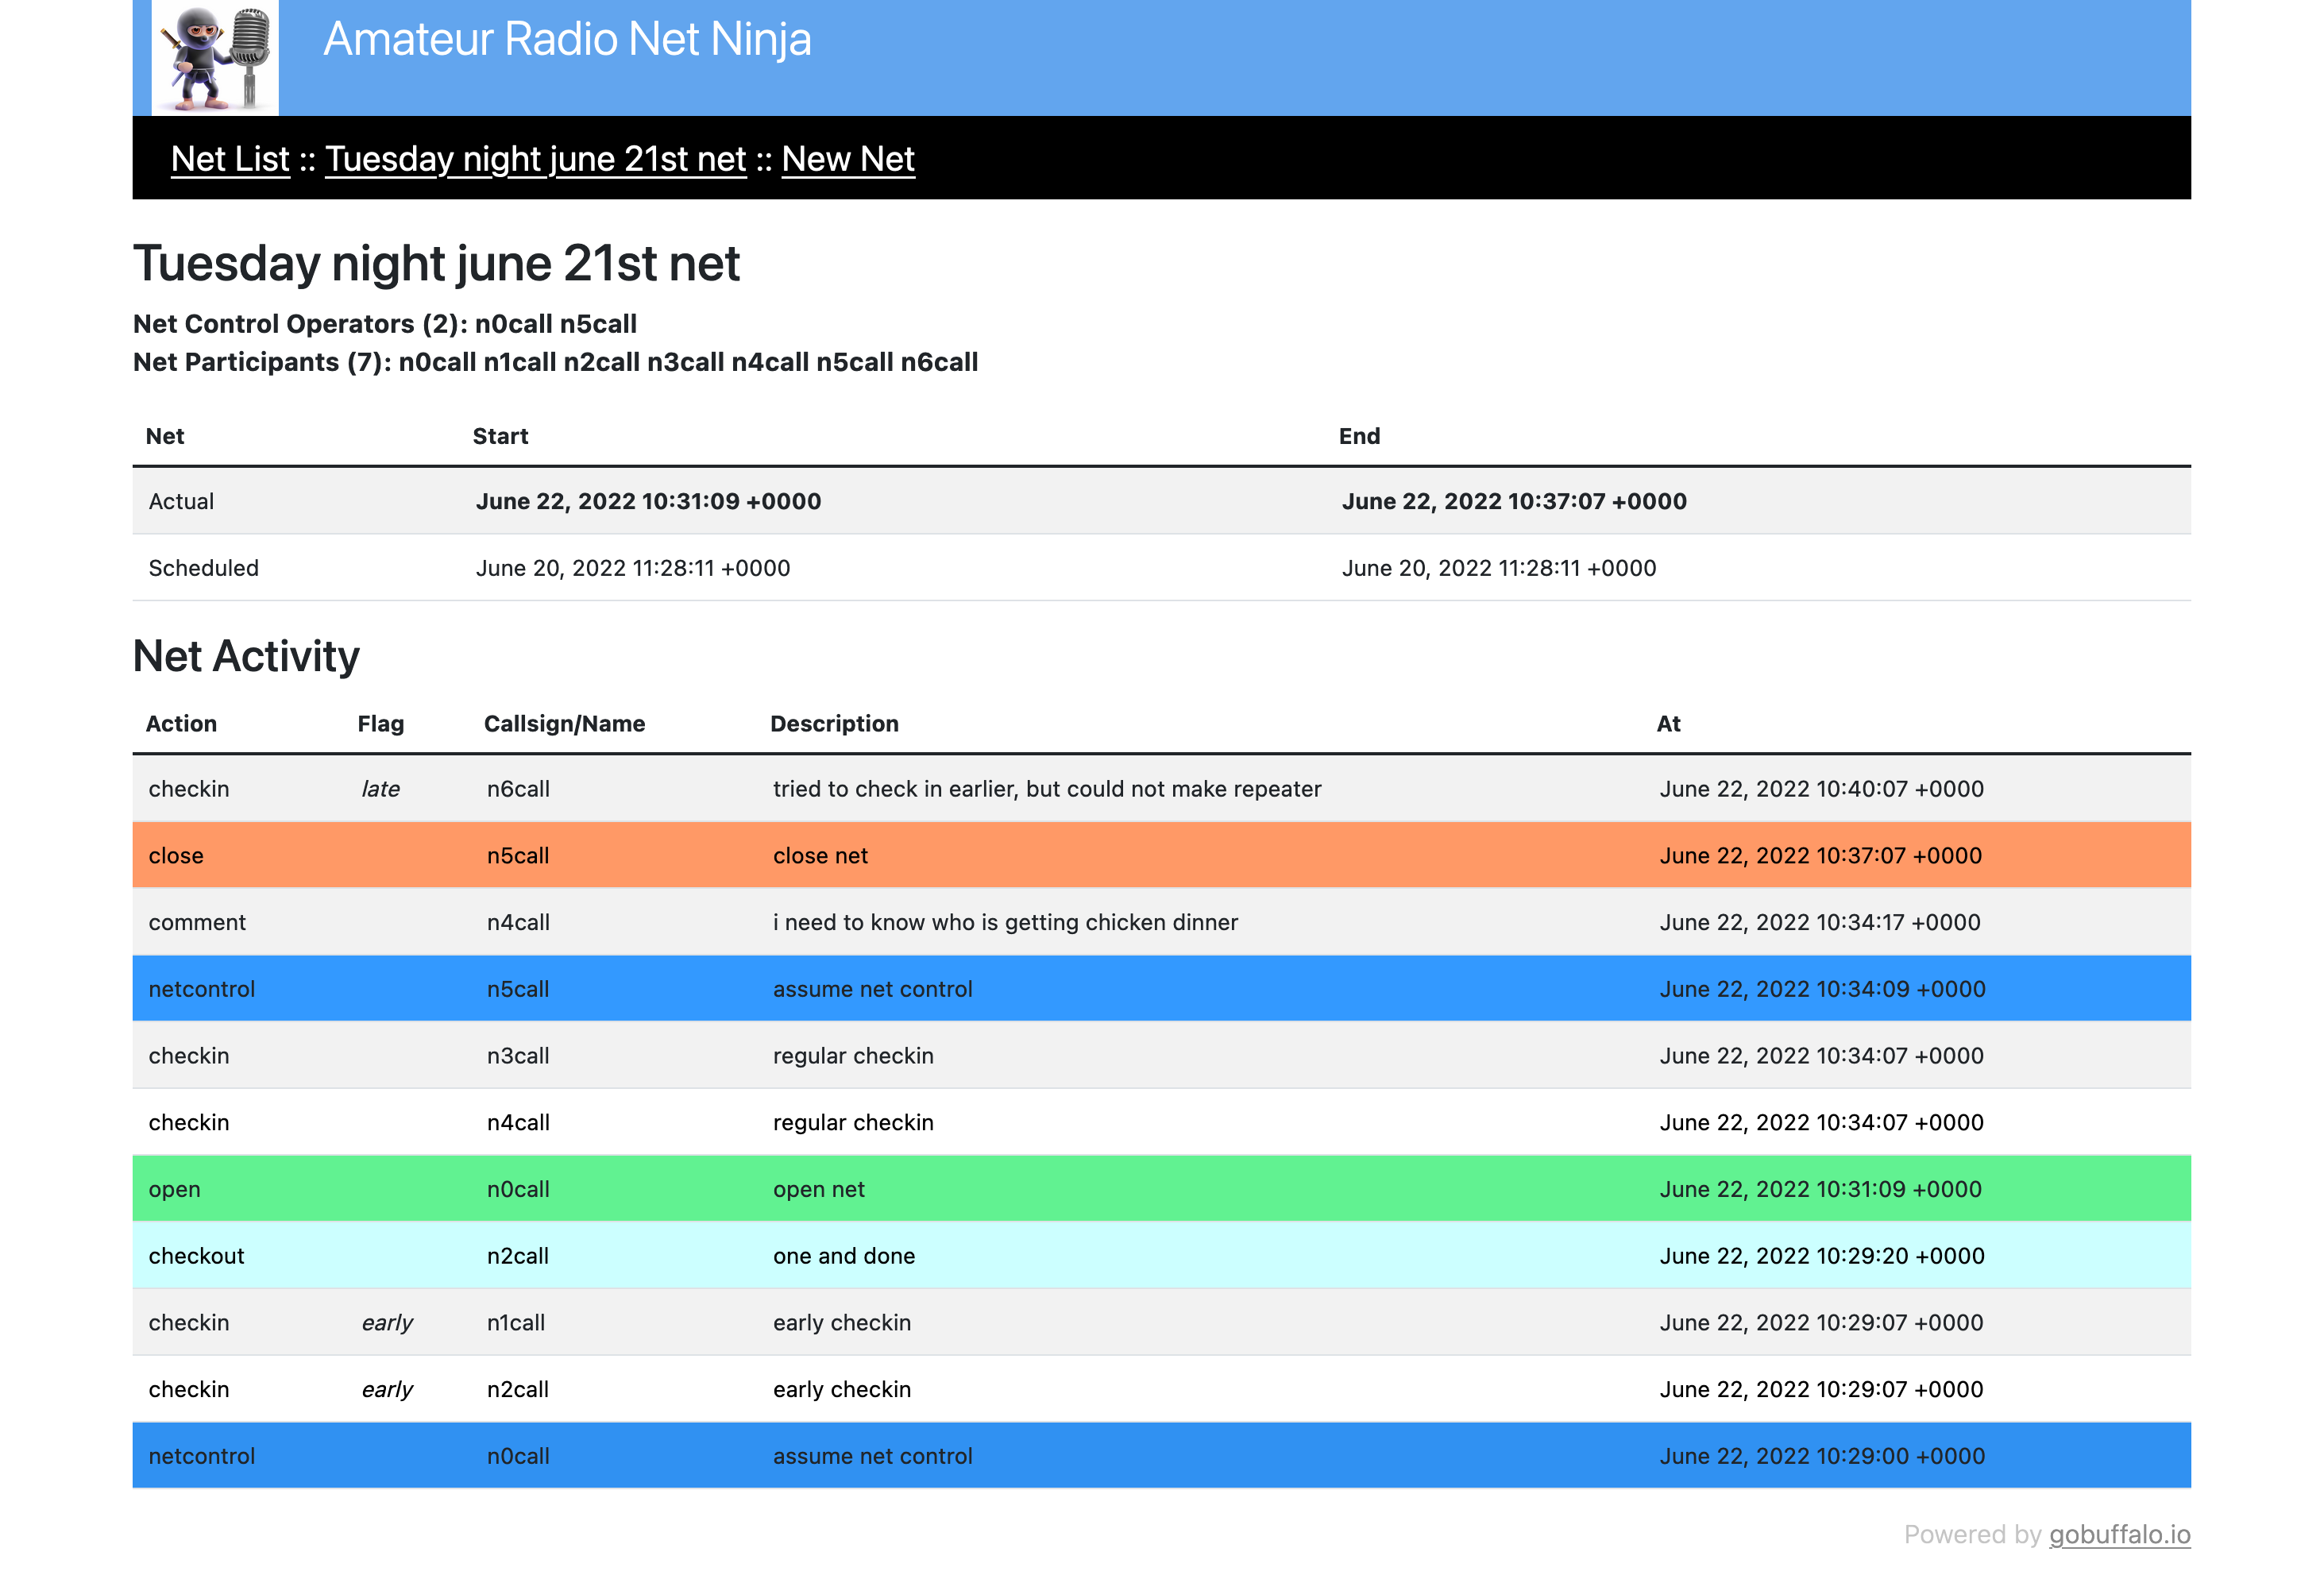 Amateur Radio Net Ninja
Net List :: Tuesday night june 21st net :: New Net
Tuesday night june 21st net
Net Control Operators (2): n0call n5call
Net Participants (7): n0call n1call n2call n3call n4call n5call n6call
Net Start End
Actual June 22, 2022 10:31:09 +0000 June 22, 2022 10:37:07 +0000
Scheduled June 20, 2022 11:28:11 +0000 June 20, 2022 11:28:11 +0000
Net Activity
Action Flag Callsign/Name Description At
checkin late n6call tried to check in earlier, but could not make repeater June 22, 2022 10:40:07 +0000
close n5call close net June 22, 2022 10:37:07 +0000
comment n4call i need to know who is getting chicken dinner June 22, 2022 10:34:17 +0000
netcontrol n5call assume net control June 22, 2022 10:34:09 +0000
checkin n3call regular checkin June 22, 2022 10:34:07 +0000
checkin n4call regular checkin June 22, 2022 10:34:07 +0000
open n0call open net June 22, 2022 10:31:09 +0000
checkout n2call one and done June 22, 2022 10:29:20 +0000
checkin early n1call early checkin June 22, 2022 10:29:07 +0000
checkin early n2call early checkin June 22, 2022 10:29:07 +0000
netcontrol n0call assume net control June 22, 2022 10:29:00 +0000
Powered by gobuffalo.io